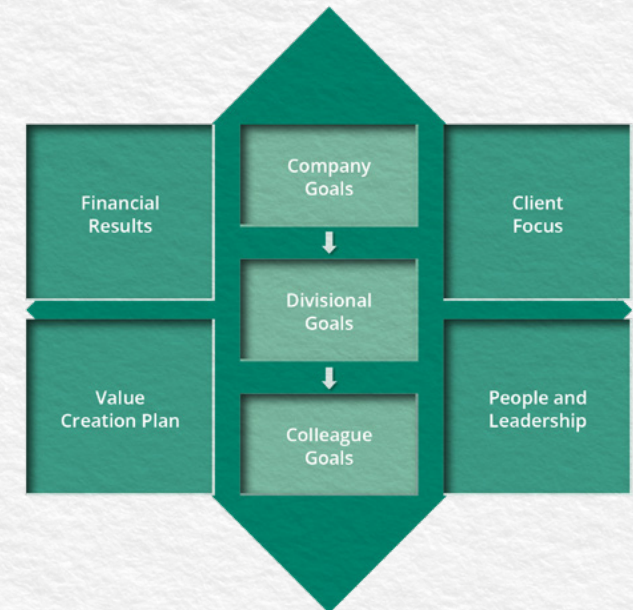 Financial
Results
Company
Goals
Client
Focus
Divisional
Goals
Value
Creation Plan
Colleague
Goals
People and
Leadership